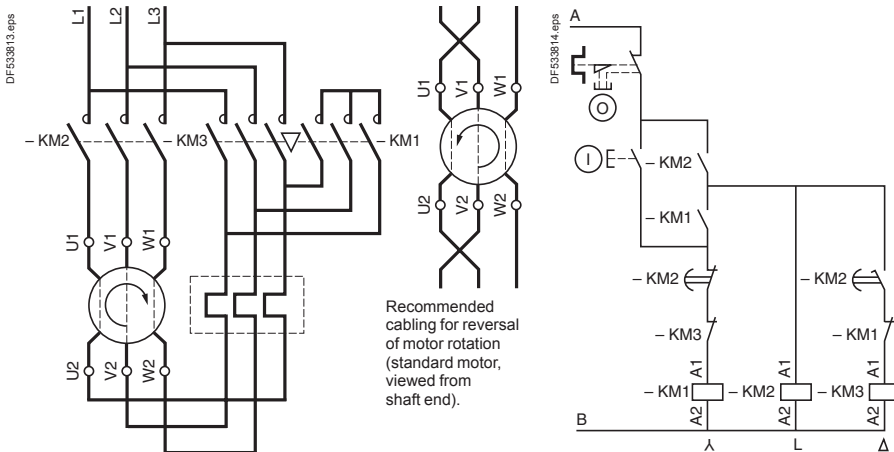 DF533813.eps
L1
L2
L3
– KM2
– KM3
– KM1
U1
V1
W1
U2
V2
W2
U1
V1
W1
U2
V2
W2
Recommended
cabling for reversal
of motor rotation
(standard motor,
viewed from
shaft end).
DF533814.eps
A
O
I
– KM2
– KM1
– KM2
– KM2
– KM3
– KM1
A1
A1
A1
– KM1
– KM2
– KM3
A2
A2
A2
B
L
Δ